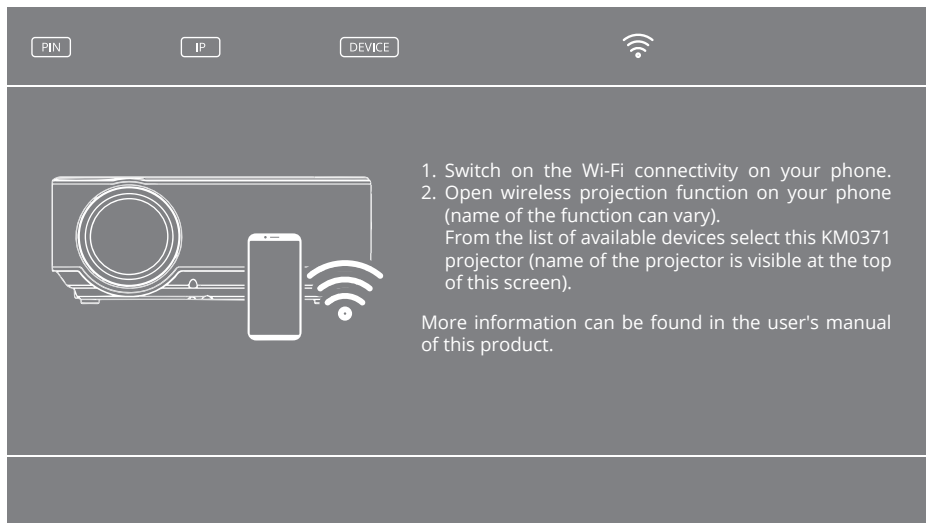 PIN
IP
DEVICE
1. Switch on the Wi-Fi connectivity on your phone.
2. Open wireless projection function on your phone
(name of the function can vary).
From the list of available devices select this KM0371
projector (name of the projector is visible at the top
of this screen).
More information can be found in the user's manual
of this product.